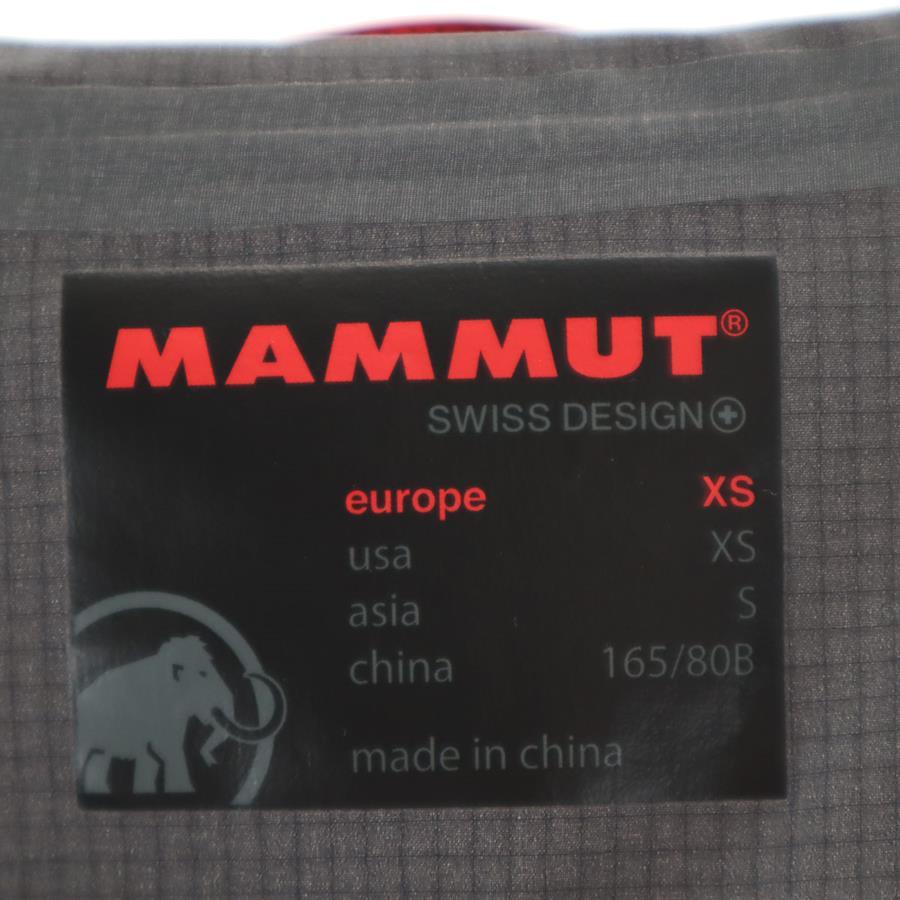 MAMMUT®
SWISS DESIGN
europe XS
usa XS
asia S
china 165/80B
made in china